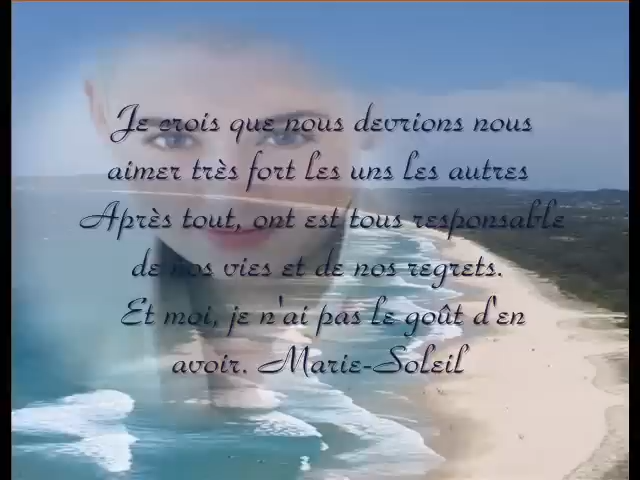 Je crois que nous devrions nous
aimer très fort les uns les autres
Après tout, ont est tous responsable
de nos vies et de nos regrets.
Et moi, je n'ai pas le goût d'en
avoir. Marie-Soleil